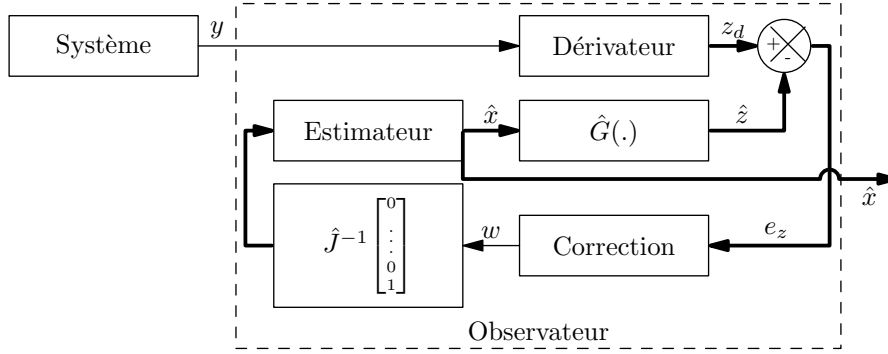 Système
y
Dérivateur
z_d
+
-
Estimateur
x̂
Ĝ(.)
ẑ
x̂
Ĵ⁻¹
0
.
.
.
0
1
w
Correction
e_z
Observateur